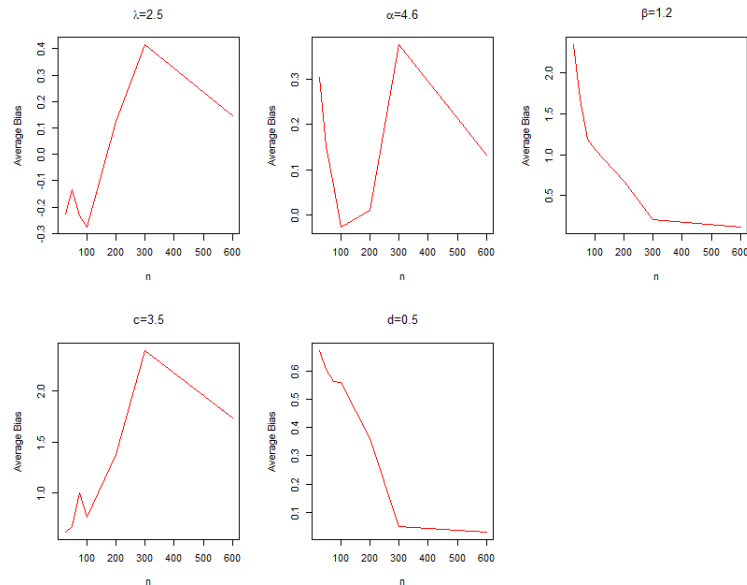 λ=2.5
Average Bias
-0.3 -0.2 -0.1 0.0 0.1 0.2 0.3 0.4
100 200 300 400 500 600
n
α=4.6
Average Bias
0.0 0.1 0.2 0.3
100 200 300 400 500 600
n
β=1.2
Average Bias
0.5 1.0 1.5 2.0
100 200 300 400 500 600
n
c=3.5
Average Bias
1.0 1.5 2.0
100 200 300 400 500 600
n
d=0.5
Average Bias
0.1 0.2 0.3 0.4 0.5 0.6
100 200 300 400 500 600
n